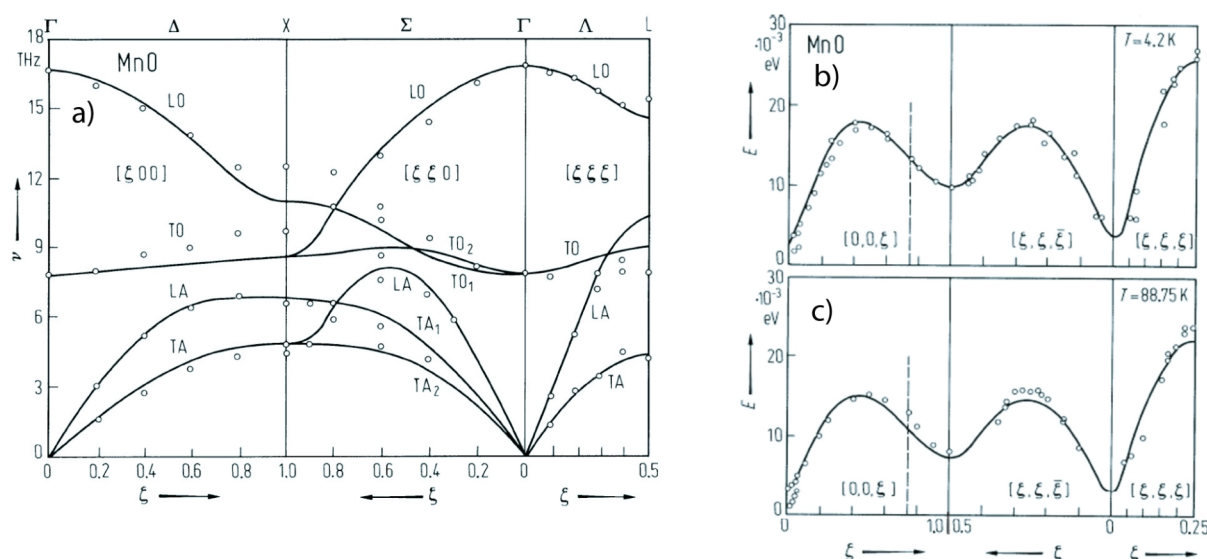 Γ Δ X Σ Γ Λ L
18
THz
MnO
a)
LO
LO
LO
15
12
[ξ00]
[ξξ0]
[ξξξ]
ν
9
TO
TO₂
TO₁
TO
LA
LA
LA
6
TA
TA₁
TA₂
TA
3
0
0 0.2 0.4 0.6 0.8 1.0 0.8 0.6 0.4 0.2 0 0.5
ξ ξ ξ
MnO
b)
T=4.2 K
30
·10⁻³
eV
20
E
10
[0,0,ξ] [ξ,ξ,ξ̄] [ξ,ξ,ξ]
0
c)
T=88.75 K
30
·10⁻³
eV
20
E
10
[0,0,ξ] [ξ,ξ,ξ̄] [ξ,ξ,ξ]
0
0 1.0 0.5 0 0.25
ξ ξ ξ